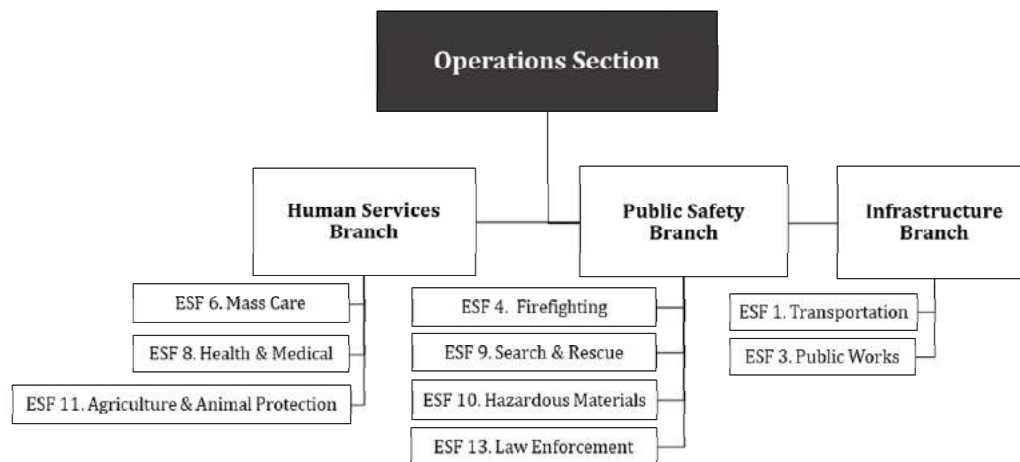 Operations Section
Human Services
Branch
Public Safety
Branch
Infrastructure
Branch
ESF 6. Mass Care
ESF 8. Health & Medical
ESF 11. Agriculture & Animal Protection
ESF 4. Firefighting
ESF 9. Search & Rescue
ESF 10. Hazardous Materials
ESF 13. Law Enforcement
ESF 1. Transportation
ESF 3. Public Works